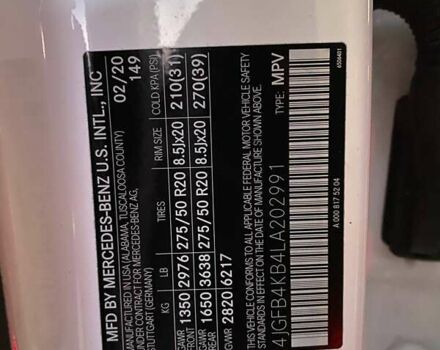 MFD BY MERCEDES-BENZ U.S. INTL., INC
MANUFACTURED IN USA (ALABAMA, TUSCALOOSA COUNTY)
UNDER CONTRACT FOR MERCEDES-BENZ AG,
STUTTGART (GERMANY)
02/20
149
KG LB TIRES RIM SIZE COLD KPA (PSI)
GAWR FRONT 1350 2976 275/50 R20 8.5Jx20 210(31)
GAWR REAR 1650 3638 275/50 R20 8.5Jx20 270(39)
GVWR 2820 6217
THIS VEHICLE CONFORMS TO ALL APPLICABLE FEDERAL MOTOR VEHICLE SAFETY
STANDARDS IN EFFECT ON THE DATE OF MANUFACTURE SHOWN ABOVE.
4JGFB4KB4LA202991 TYPE: MPV
A 000 817 52 04